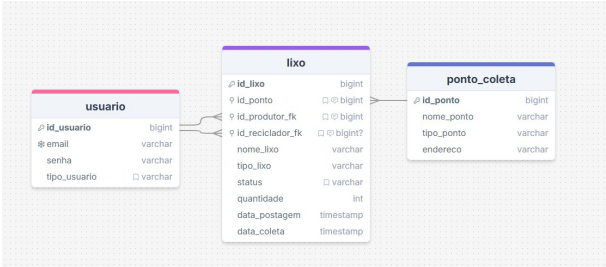 usuario
id_usuario bigint
email varchar
senha varchar
tipo_usuario varchar
lixo
id_lixo bigint
id_ponto bigint
id_produtor_fk bigint
id_reciclador_fk bigint?
nome_lixo varchar
tipo_lixo varchar
status varchar
quantidade int
data_postagem timestamp
data_coleta timestamp
ponto_coleta
id_ponto bigint
nome_ponto varchar
tipo_ponto varchar
endereco varchar